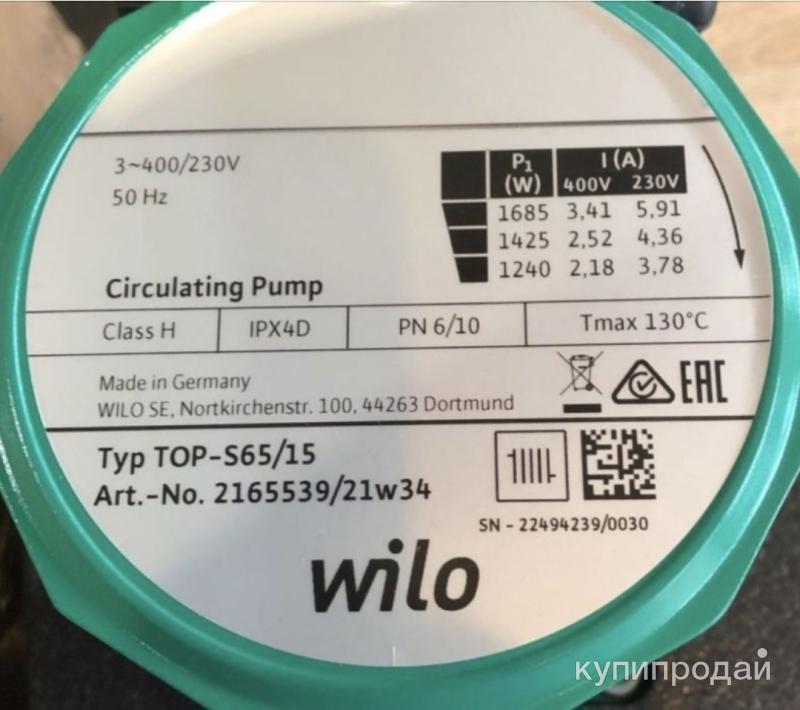 3~400/230V
50 Hz
P1 (W) I (A)
400V 230V
1685 3,41 5,91
1425 2,52 4,36
1240 2,18 3,78
Circulating Pump
Class H IPX4D PN 6/10 Tmax 130°C
Made in Germany
WILO SE, Nortkirchenstr. 100, 44263 Dortmund
EAC
Typ TOP-S65/15
Art.-No. 2165539/21w34
SN - 22494239/0030
wilo
купипродай